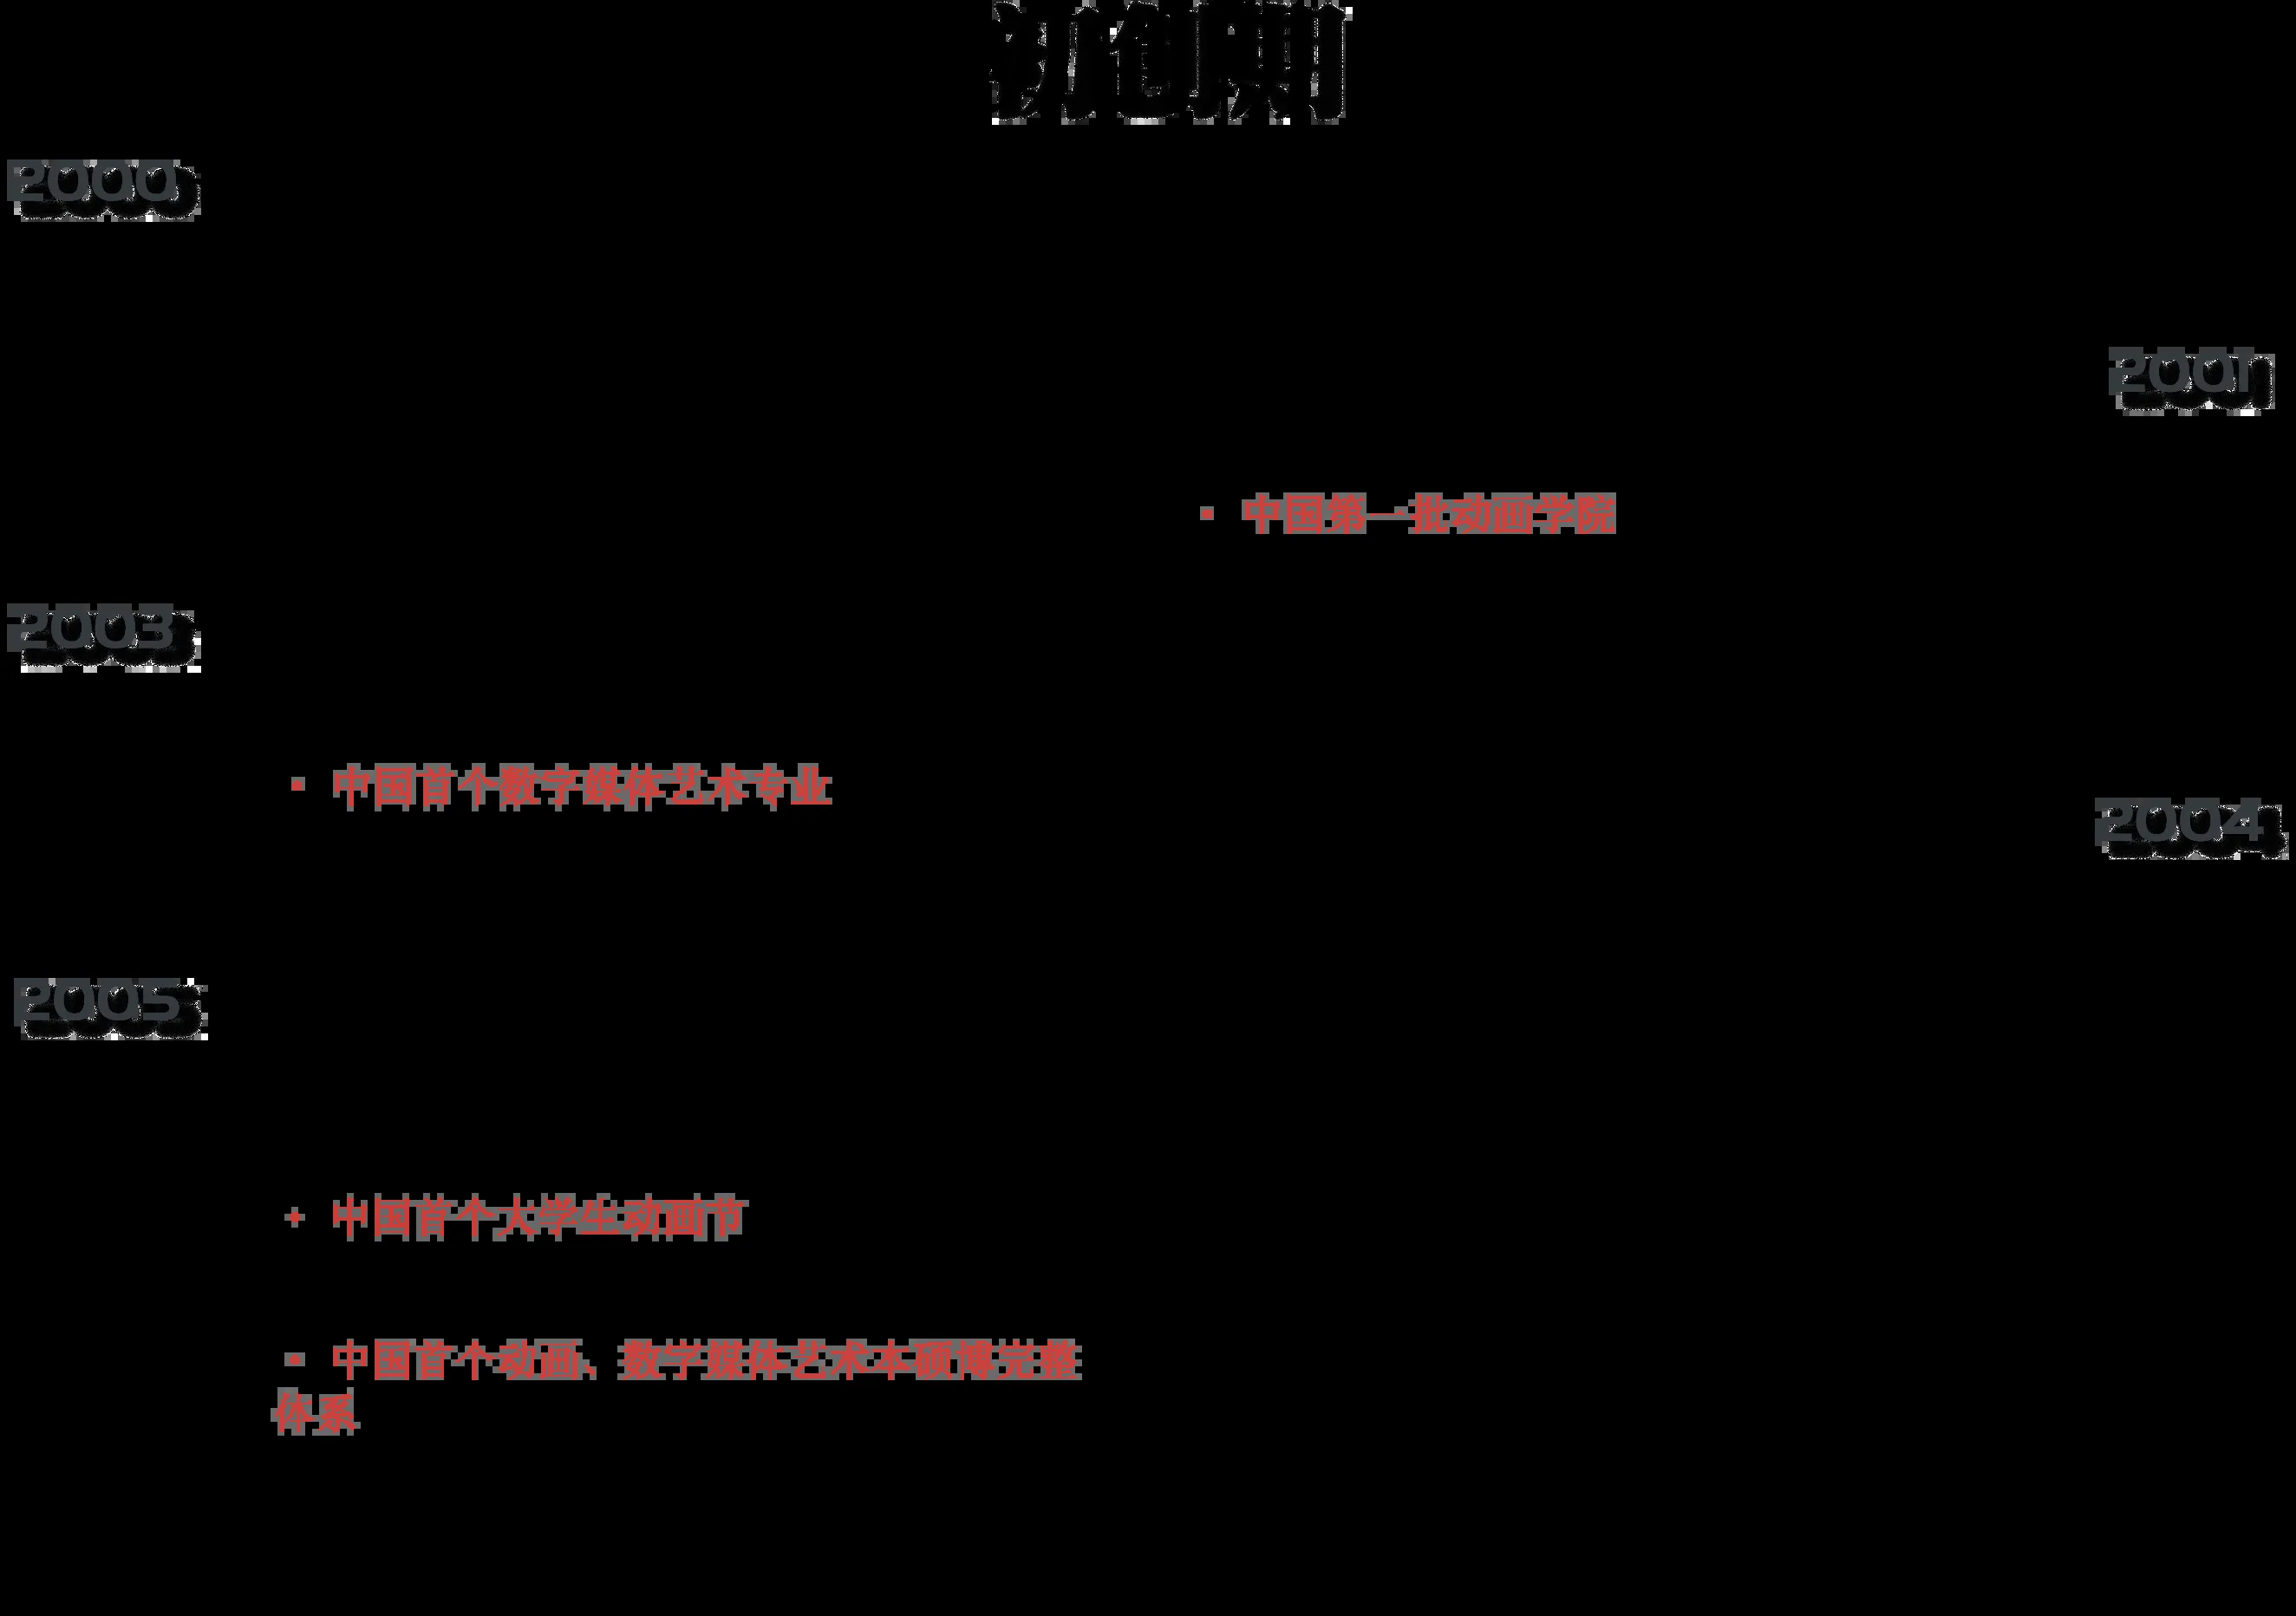 初创期
2000
2001
• 中国第一批动画学院
2003
• 中国首个数字媒体艺术专业
2004
2005
• 中国首个大学生动画节
• 中国首个动画、数字媒体艺术本硕博完整
体系